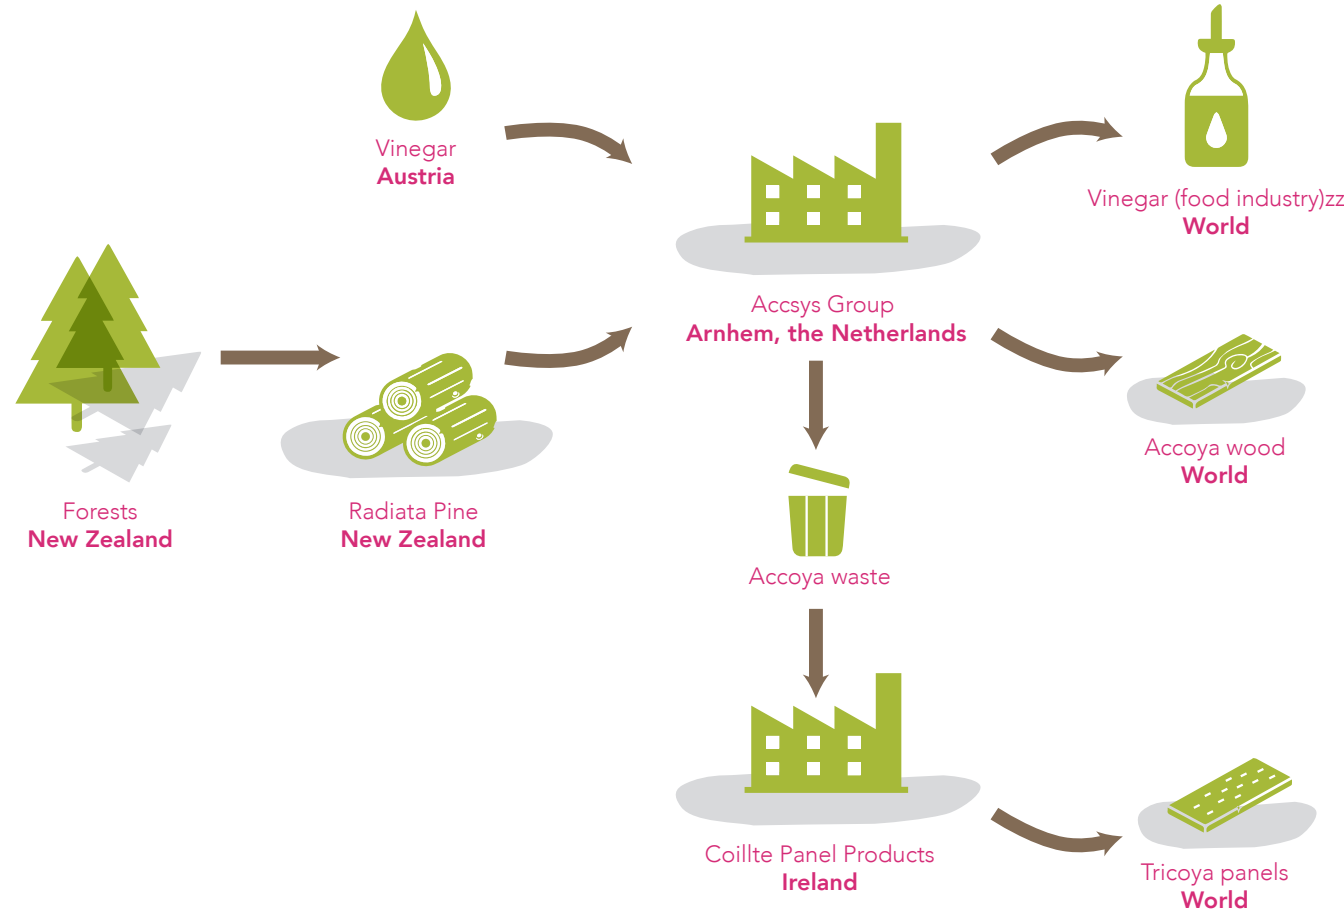 Vinegar
Austria
Vinegar (food industry)zz
World
Accsys Group
Arnhem, the Netherlands
Accoya wood
World
Forests
New Zealand
Radiata Pine
New Zealand
Accoya waste
Coillte Panel Products
Ireland
Tricoya panels
World